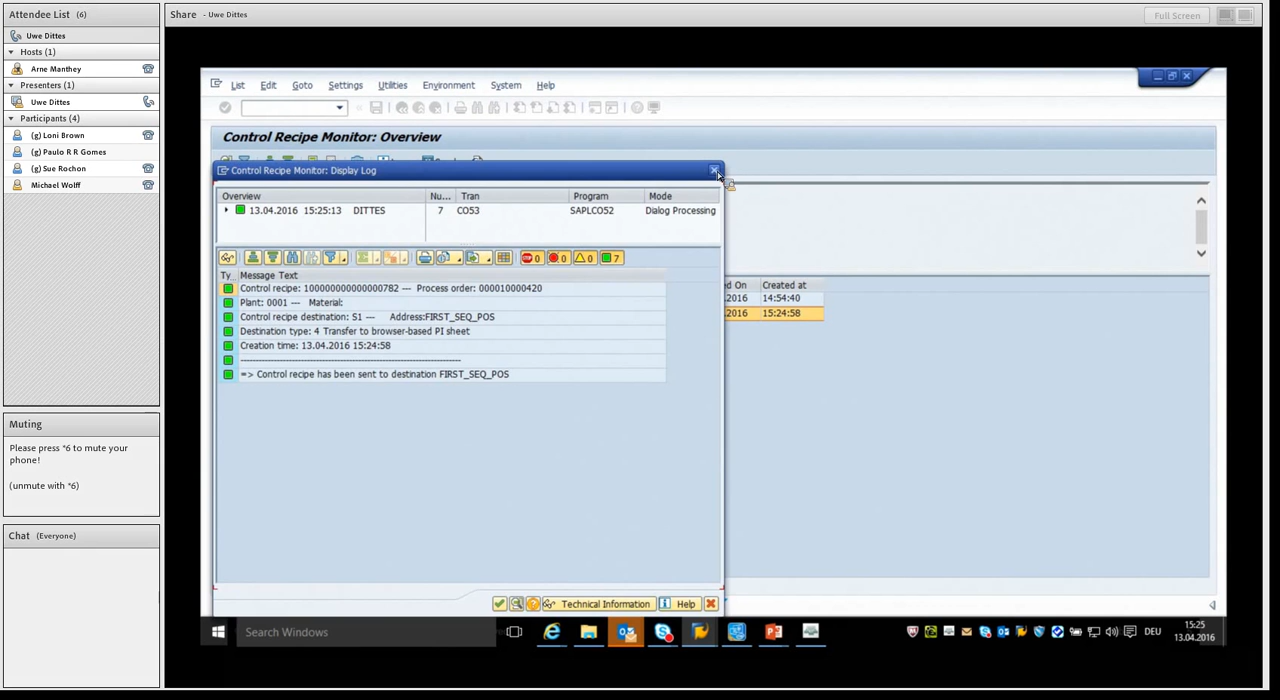 Attendee List (6)
Uwe Dittes
Hosts (1)
Arne Manthey
Presenters (1)
Uwe Dittes
Participants (4)
(g) Loni Brown
(g) Paulo R R Gomes
(g) Sue Rochon
Michael Wolff
Muting
Please press *6 to mute your
phone!
(unmute with *6)
Chat (Everyone)
Share - Uwe Dittes
Full Screen
List Edit Goto Settings Utilities Environment System Help
Control Recipe Monitor: Overview
Control Recipe Monitor: Display Log
Overview Nu... Tran Program Mode
13.04.2016 15:25:13 DITTES 7 CO53 SAPLCO52 Dialog Processing
STOP 0 0 0 7
Ty... Message Text
Control recipe: 100000000000000782 --- Process order: 000010000420
Plant: 0001 --- Material:
Control recipe destination: S1 --- Address:FIRST_SEQ_POS
Destination type: 4 Transfer to browser-based PI sheet
Creation time: 13.04.2016 15:24:58
--------------------------------------------------------------
=> Control recipe has been sent to destination FIRST_SEQ_POS
d On Created at
2016 14:54:40
2016 15:24:58
Technical Information Help
Search Windows
DEU
15:25
13.04.2016